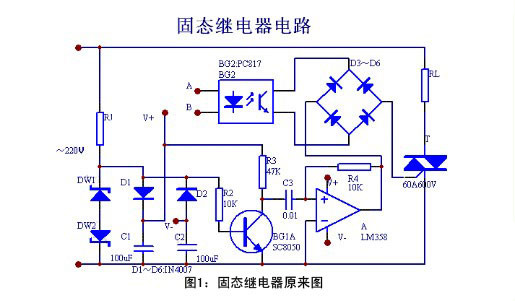 固态继电器电路
BG2:PC817
BG2
D3~D6
A
B
V+
RL
RJ
T
~220V
R3
47K
R4
10K
60A600V
DW1
D1
D2
R2
10K
C3
0.01
V+
V-
A
LM358
DW2
V-
C1
100uF
C2
100uF
BG1A
SC8050
D1~D6:IN4007
图1：固态继电器原来图